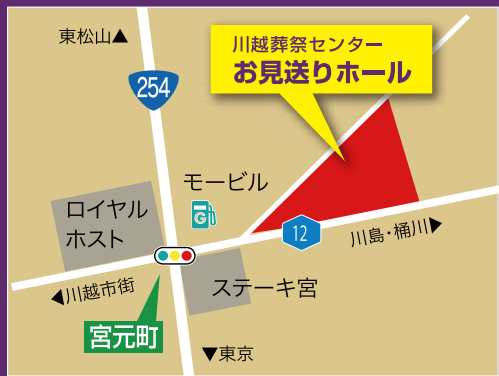 東松山▲
254
川越葬祭センター
お見送りホール
モービル
G
ロイヤル
ホスト
12
川島・桶川▶
◀川越市街
ステーキ宮
宮元町
▼東京